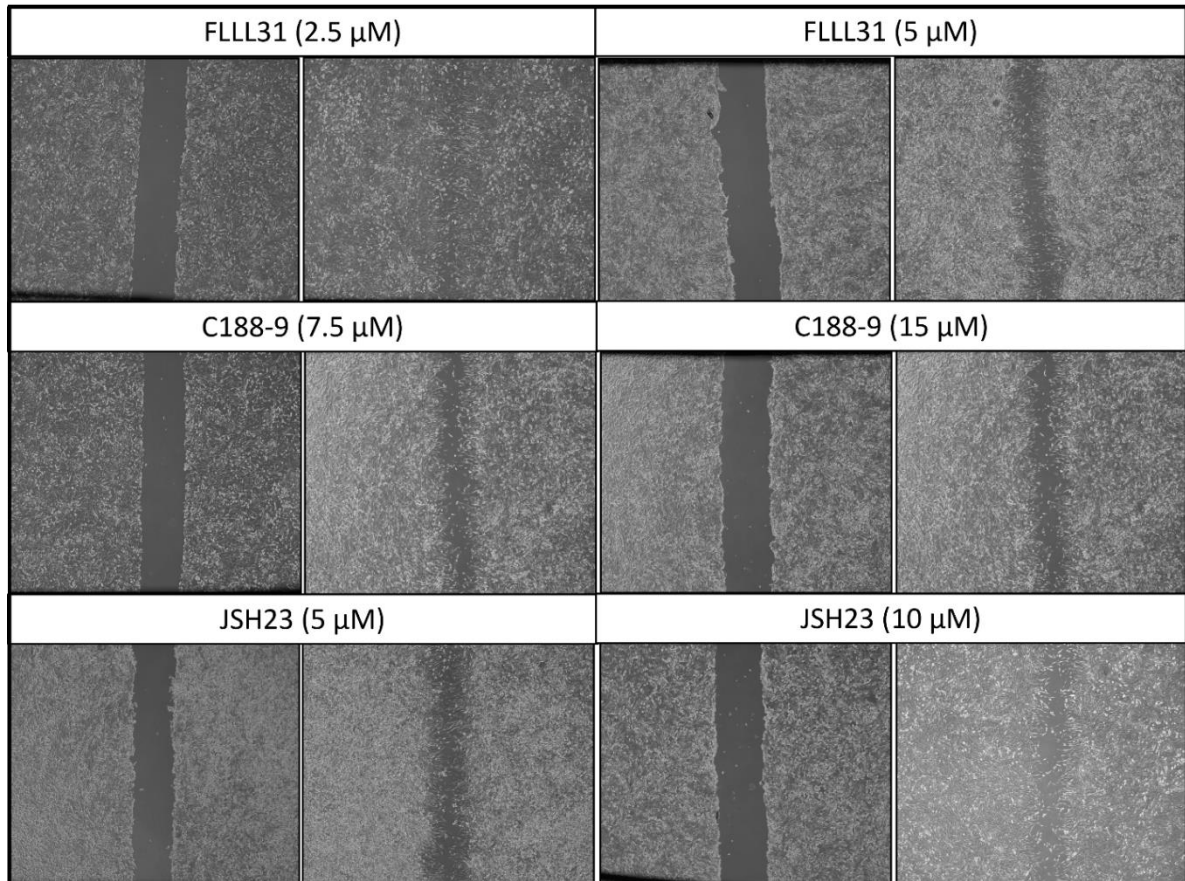 FLLL31 (2.5 µM)
FLLL31 (5 µM)
C188-9 (7.5 µM)
C188-9 (15 µM)
JSH23 (5 µM)
JSH23 (10 µM)